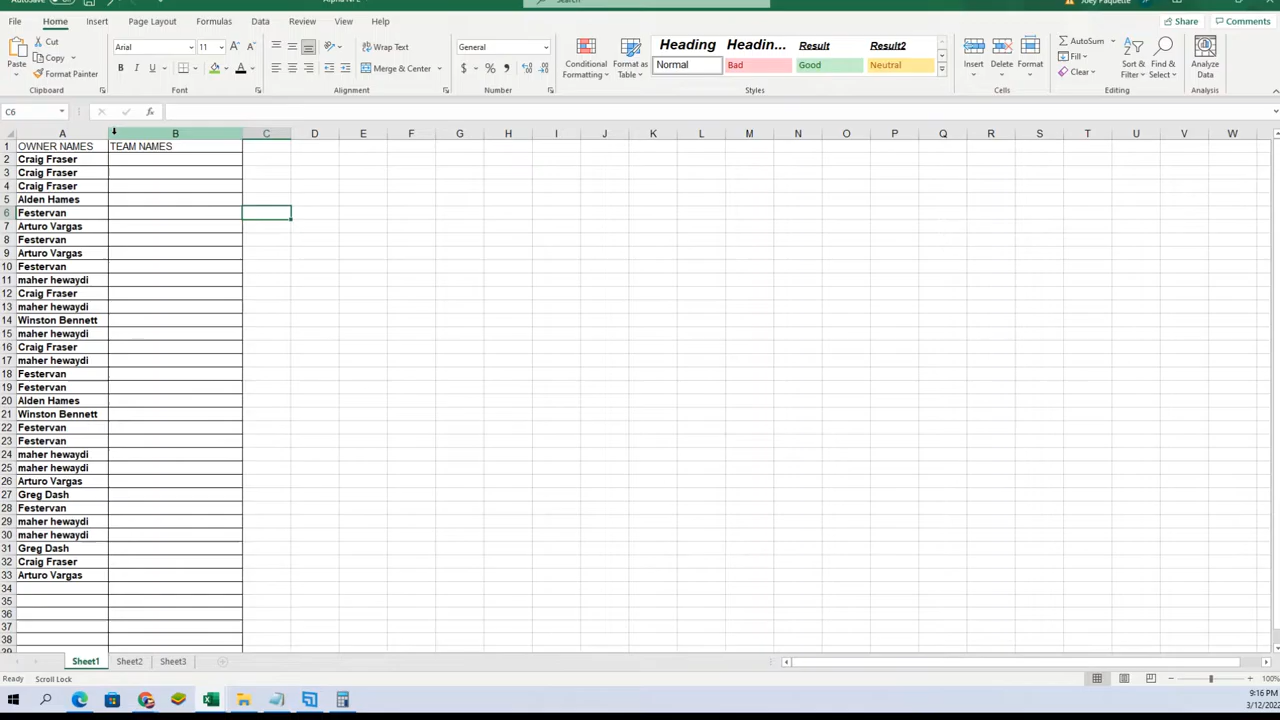 AutoSave
Search
Joey Paquette
File Home Insert Page Layout Formulas Data Review View Help Share Comments
Paste Cut Arial 11 Wrap Text General Heading Headin... Result Result2 Conditional Formatting Format as Table Insert Delete Format AutoSum Sort & Filter Find & Select Analyze Data
Copy Fill
Format Painter Merge & Center Normal Bad Good Neutral Clear
Clipboard Font Alignment Number Styles Cells Editing Analysis
C6 fx
A B C D E F G H I J K L M N O P Q R S T U V W
1 OWNER NAMES TEAM NAMES
2 Craig Fraser
3 Craig Fraser
4 Craig Fraser
5 Alden Hames
6 Festervan
7 Arturo Vargas
8 Festervan
9 Arturo Vargas
10 Festervan
11 maher hewaydi
12 Craig Fraser
13 maher hewaydi
14 Winston Bennett
15 maher hewaydi
16 Craig Fraser
17 maher hewaydi
18 Festervan
19 Festervan
20 Alden Hames
21 Winston Bennett
22 Festervan
23 Festervan
24 maher hewaydi
25 maher hewaydi
26 Arturo Vargas
27 Greg Dash
28 Festervan
29 maher hewaydi
30 maher hewaydi
31 Greg Dash
32 Craig Fraser
33 Arturo Vargas
34
35
36
37
38
Sheet1 Sheet2 Sheet3
Ready Scroll Lock 100%
9:16 PM
3/12/202